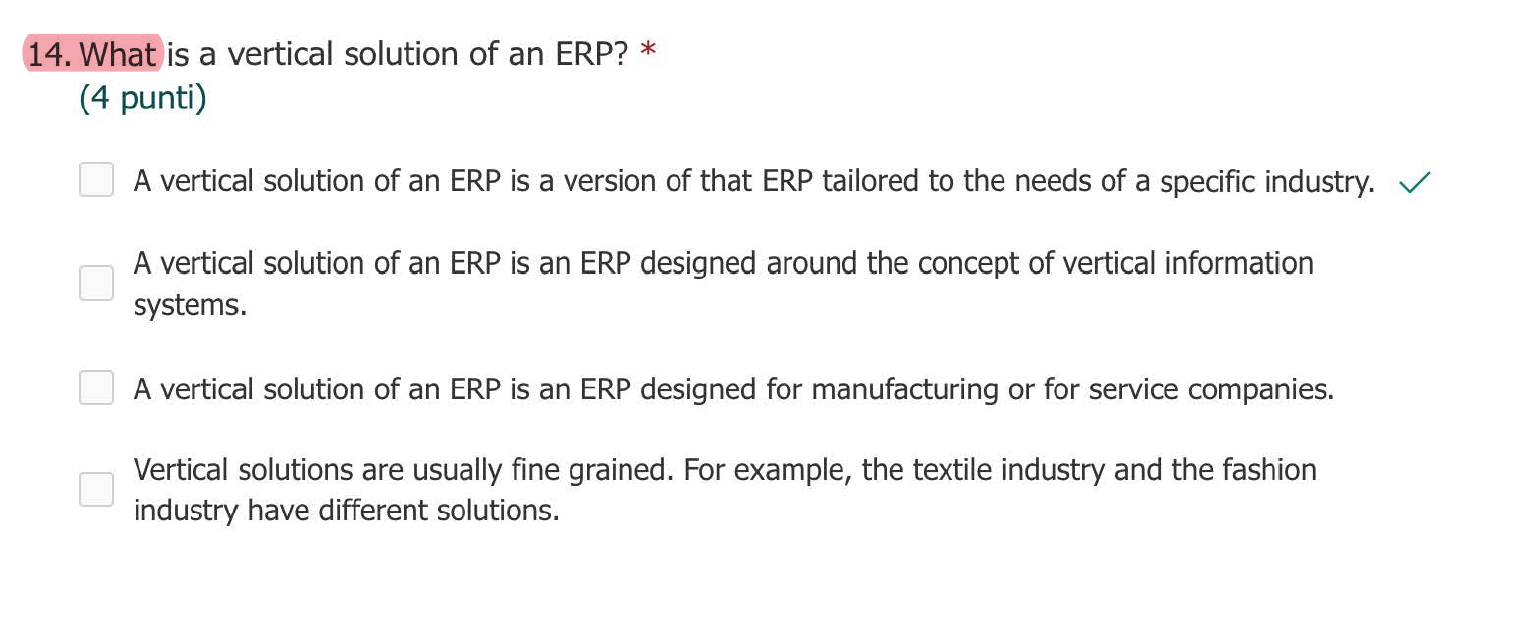 14. What is a vertical solution of an ERP? *
(4 punti)
A vertical solution of an ERP is a version of that ERP tailored to the needs of a specific industry.
A vertical solution of an ERP is an ERP designed around the concept of vertical information
systems.
A vertical solution of an ERP is an ERP designed for manufacturing or for service companies.
Vertical solutions are usually fine grained. For example, the textile industry and the fashion
industry have different solutions.